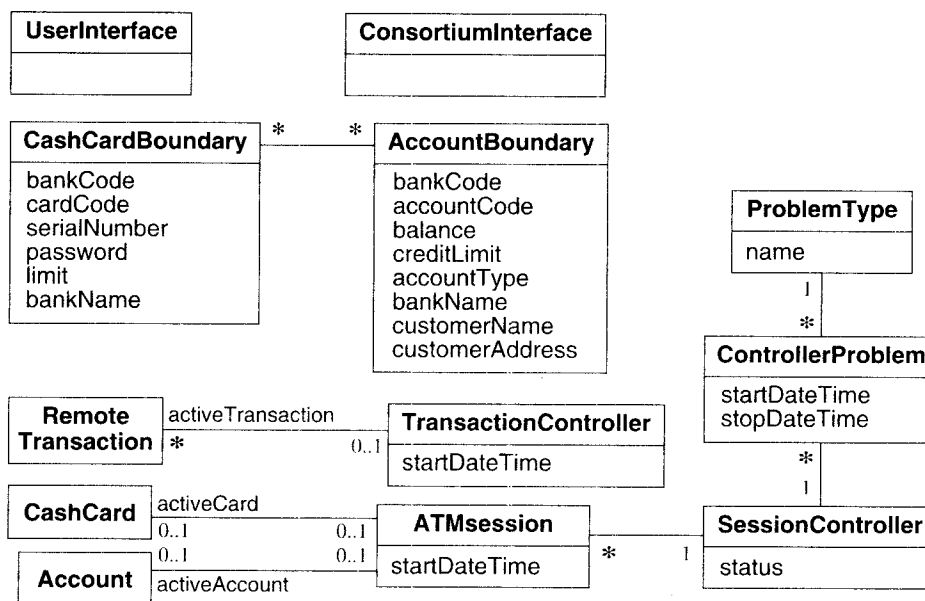 UserInterface
ConsortiumInterface
CashCardBoundary
bankCode
cardCode
serialNumber
password
limit
bankName
*
*
AccountBoundary
bankCode
accountCode
balance
creditLimit
accountType
bankName
customerName
customerAddress
ProblemType
name
1
*
ControllerProblem
startDateTime
stopDateTime
*
1
Remote
Transaction
activeTransaction
*
0..1
TransactionController
startDateTime
CashCard
activeCard
0..1
0..1
Account
0..1
0..1
activeAccount
ATMsession
startDateTime
*
1
SessionController
status